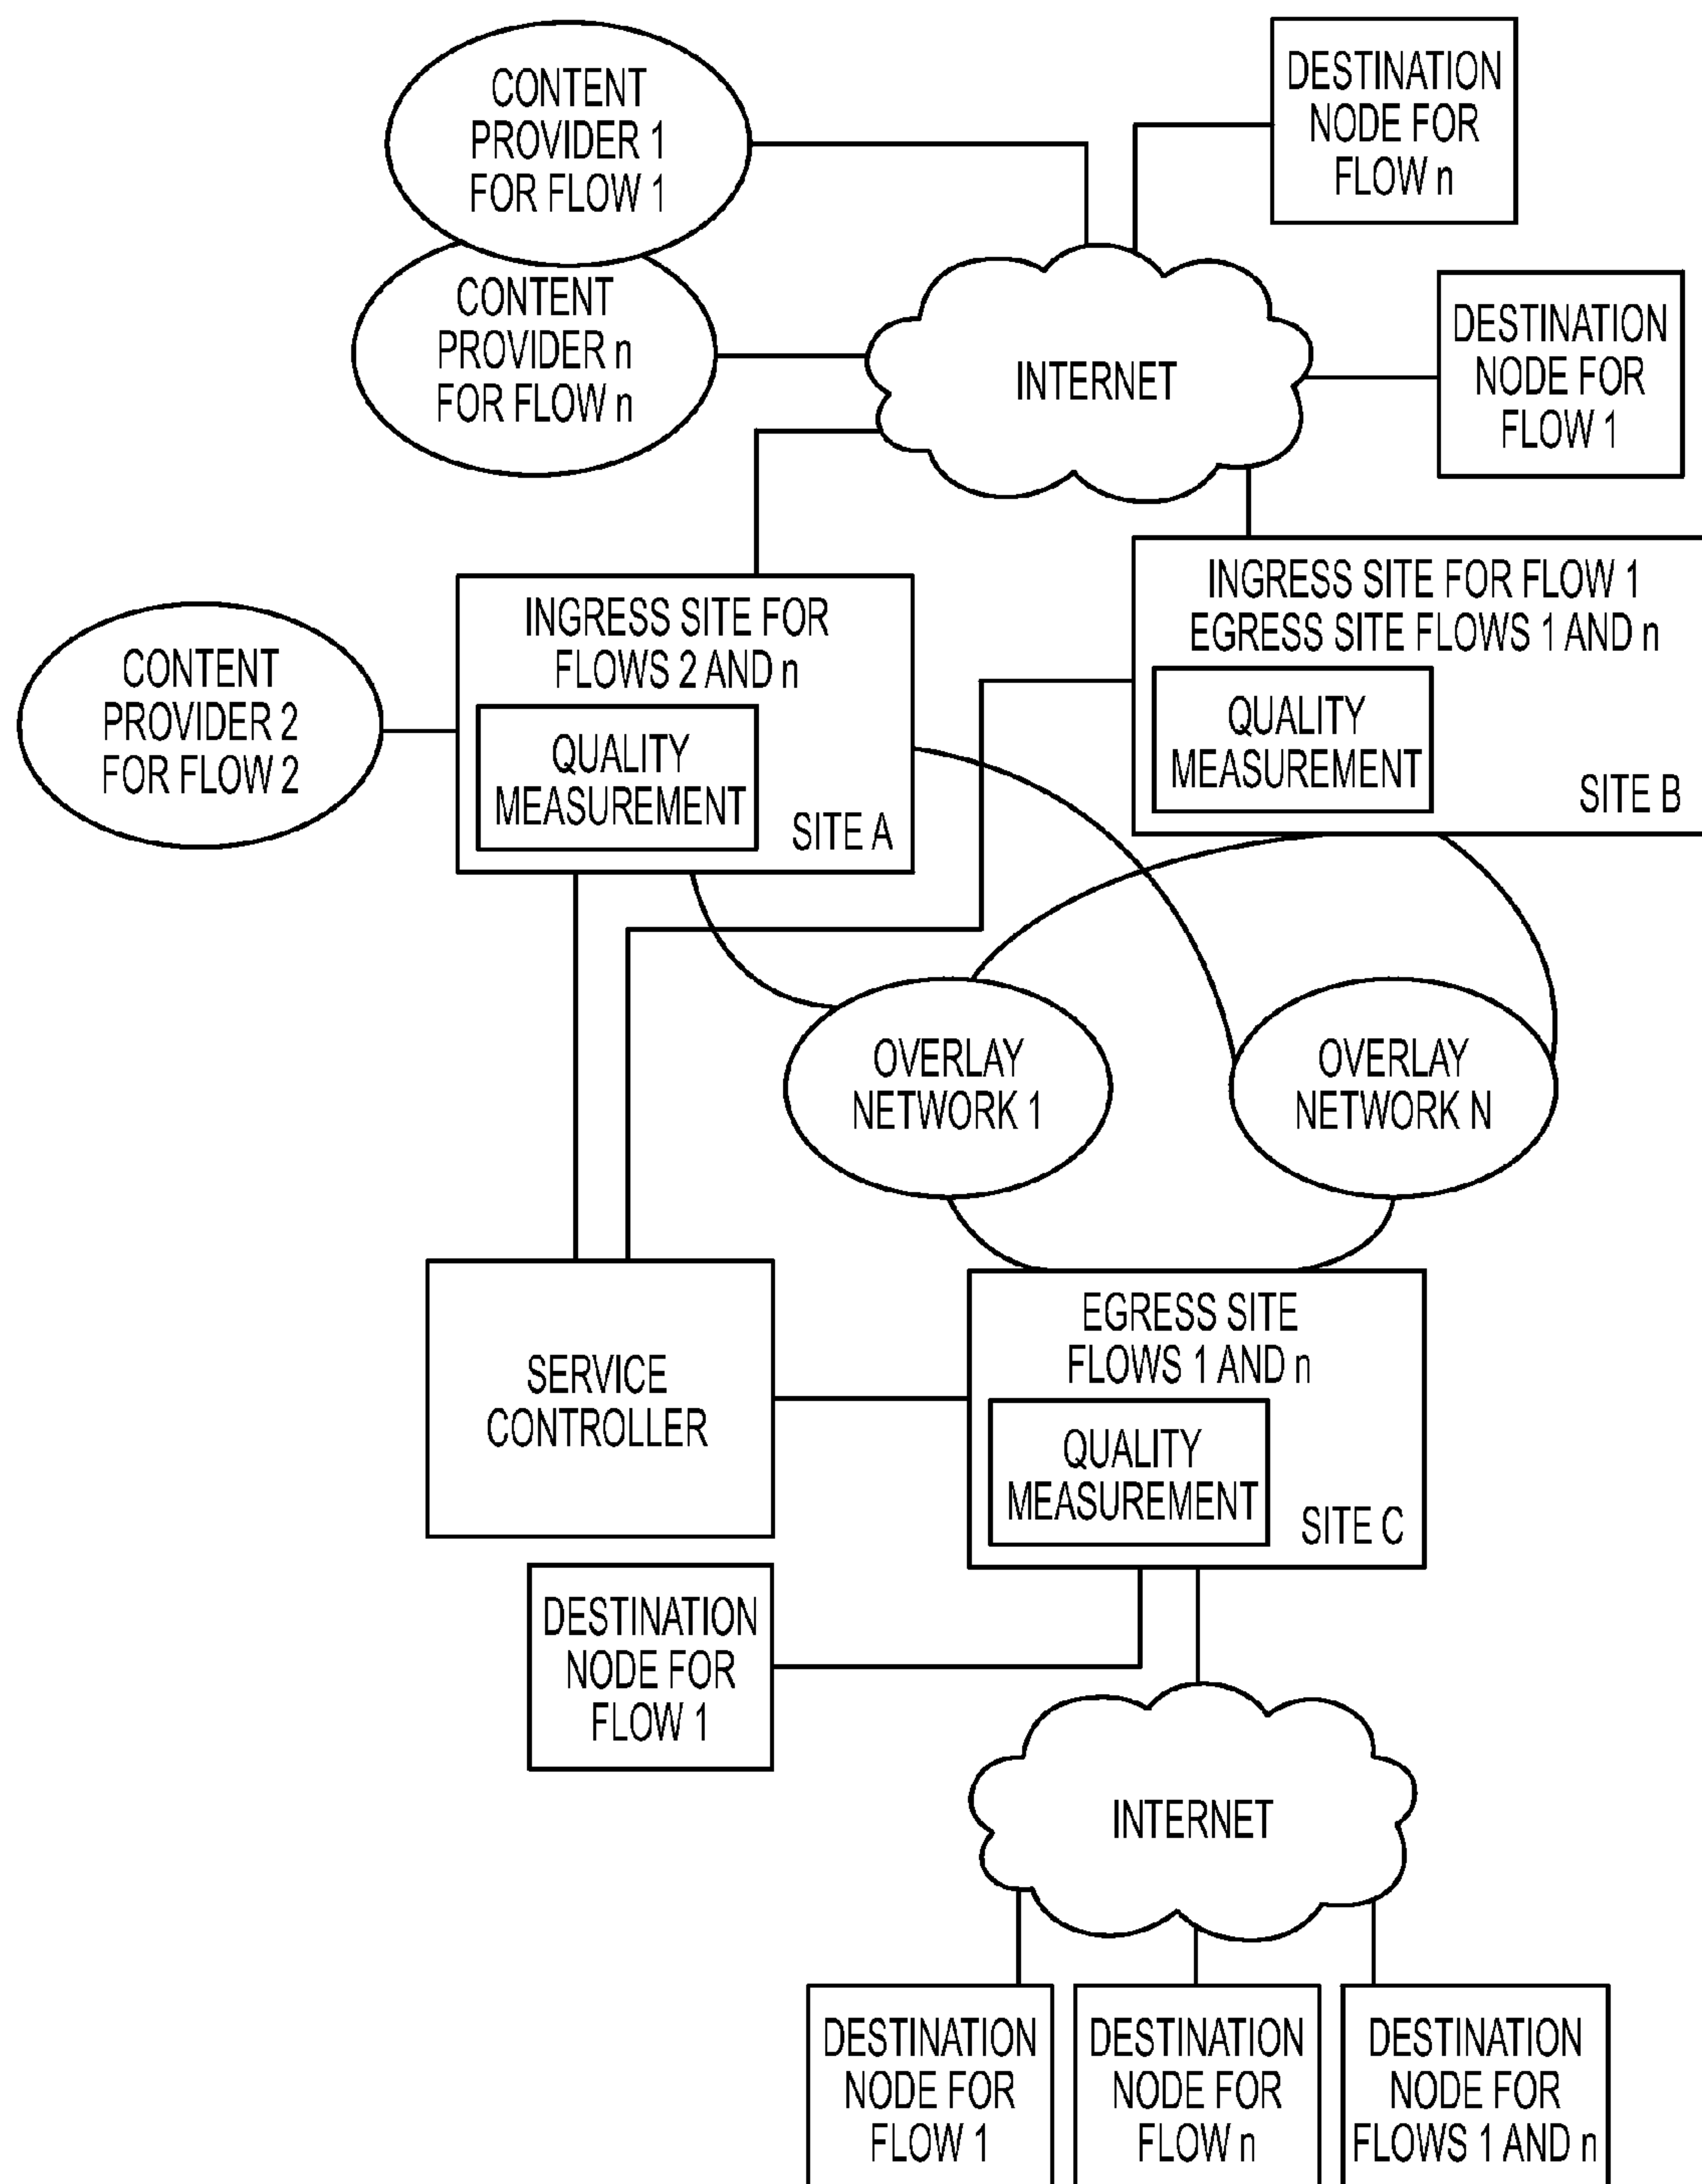 CONTENT
PROVIDER 1
FOR FLOW 1
DESTINATION
NODE FOR
FLOW n
CONTENT
PROVIDER n
FOR FLOW n
INTERNET
DESTINATION
NODE FOR
FLOW 1
INGRESS SITE FOR
FLOWS 2 AND n
QUALITY
MEASUREMENT
SITE A
INGRESS SITE FOR FLOW 1
EGRESS SITE FLOWS 1 AND n
QUALITY
MEASUREMENT
SITE B
CONTENT
PROVIDER 2
FOR FLOW 2
OVERLAY
NETWORK 1
OVERLAY
NETWORK N
SERVICE
CONTROLLER
EGRESS SITE
FLOWS 1 AND n
QUALITY
MEASUREMENT
SITE C
DESTINATION
NODE FOR
FLOW 1
INTERNET
DESTINATION
NODE FOR
FLOW 1
DESTINATION
NODE FOR
FLOW n
DESTINATION
NODE FOR
FLOWS 1 AND n